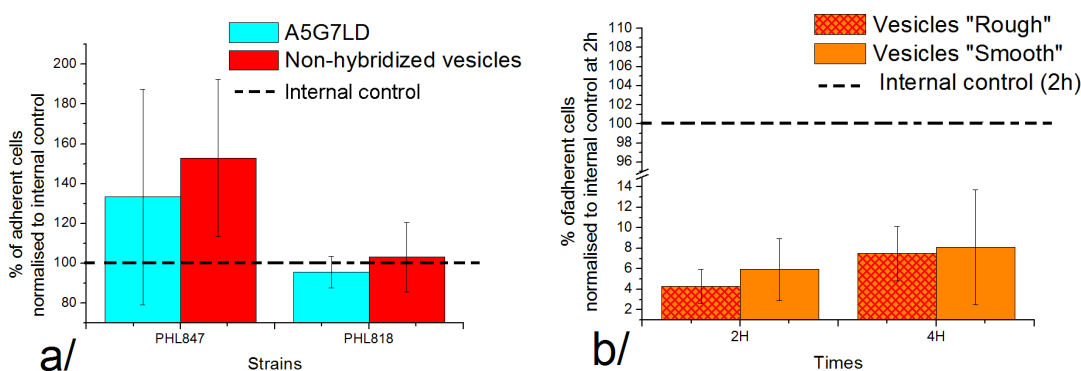 A5G7LD
Non-hybridized vesicles
Internal control
% of adherent cells
normalised to internal control
200
180
160
140
120
100
80
PHL847
PHL818
Strains
a/
Vesicles "Rough"
Vesicles "Smooth"
Internal control (2h)
% ofadherent cells
normalised to internal control at 2h
110
108
106
104
102
100
98
96
14
12
10
8
6
4
2
2H
4H
Times
b/